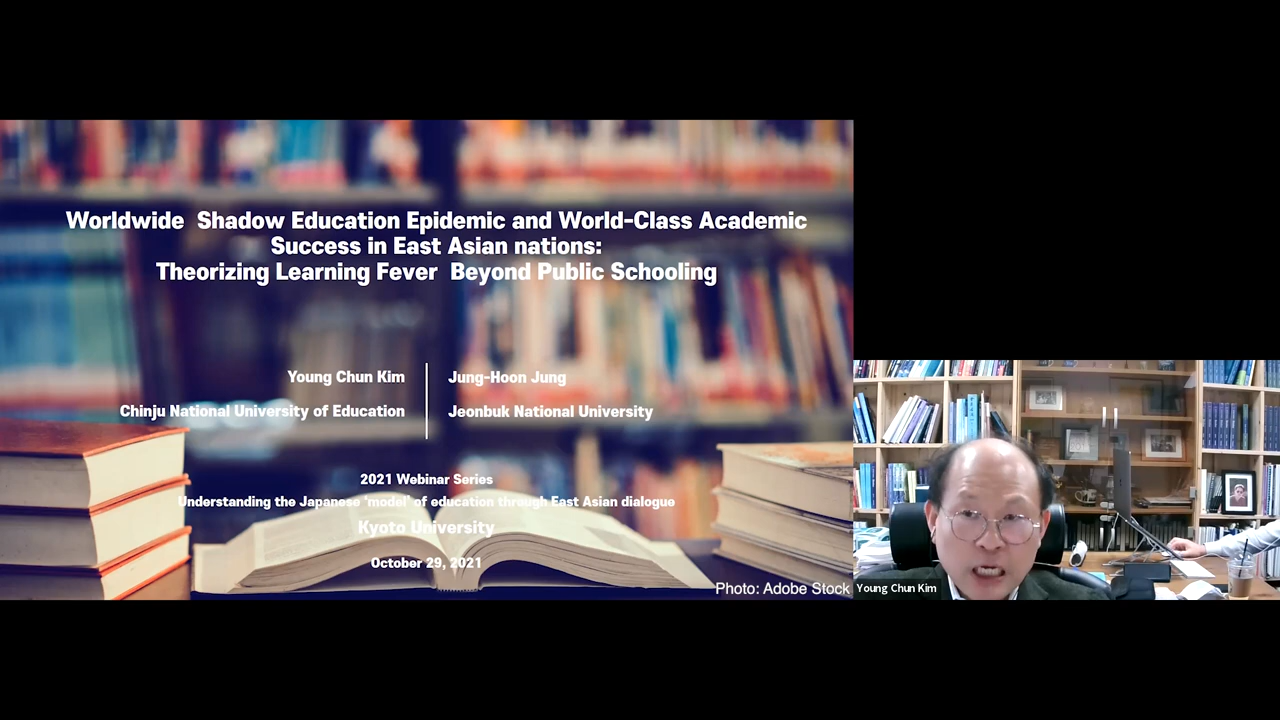 Worldwide Shadow Education Epidemic and World-Class Academic
Success in East Asian nations:
Theorizing Learning Fever Beyond Public Schooling
Young Chun Kim
Chinju National University of Education
Jung-Hoon Jung
Jeonbuk National University
2021 Webinar Series
Understanding the Japanese 'model' of education through East Asian dialogue
Kyoto University
October 29, 2021
Photo: Adobe Stock
Young Chun Kim